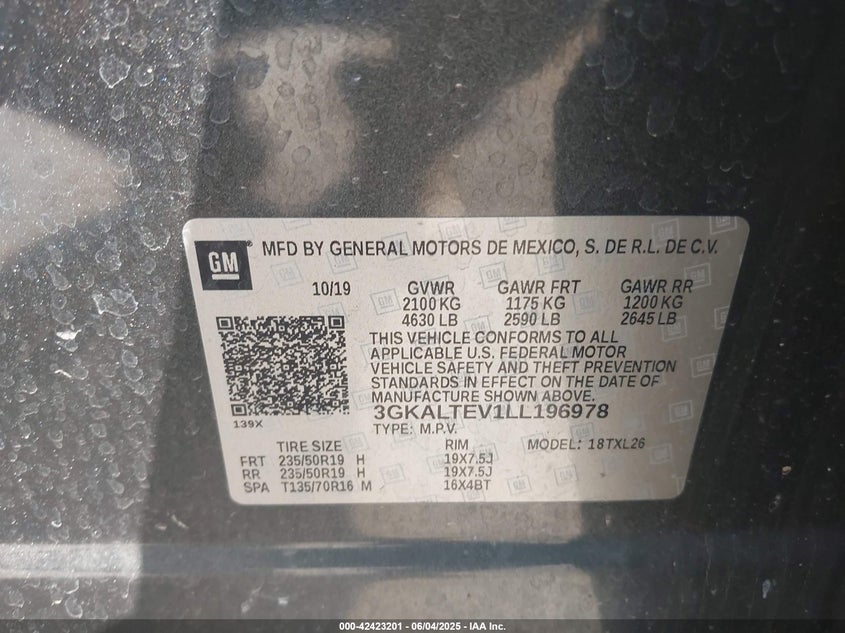 GM ® MFD BY GENERAL MOTORS DE MEXICO, S. DE R.L. DE C.V.
10/19 GVWR GAWR FRT GAWR RR
2100 KG 1175 KG 1200 KG
4630 LB 2590 LB 2645 LB
THIS VEHICLE CONFORMS TO ALL
APPLICABLE U.S. FEDERAL MOTOR
VEHICLE SAFETY AND THEFT PREVENTION
STANDARDS IN EFFECT ON THE DATE OF
MANUFACTURE SHOWN ABOVE.
3GKALTEV1LL196978
139X
TYPE: M.P.V. MODEL: 18TXL26
TIRE SIZE RIM
FRT 235/50R19 H 19X7.5J
RR 235/50R19 H 19X7.5J
SPA T135/70R16 M 16X4BT
000-42423201 - 06/04/2025 - IAA Inc.